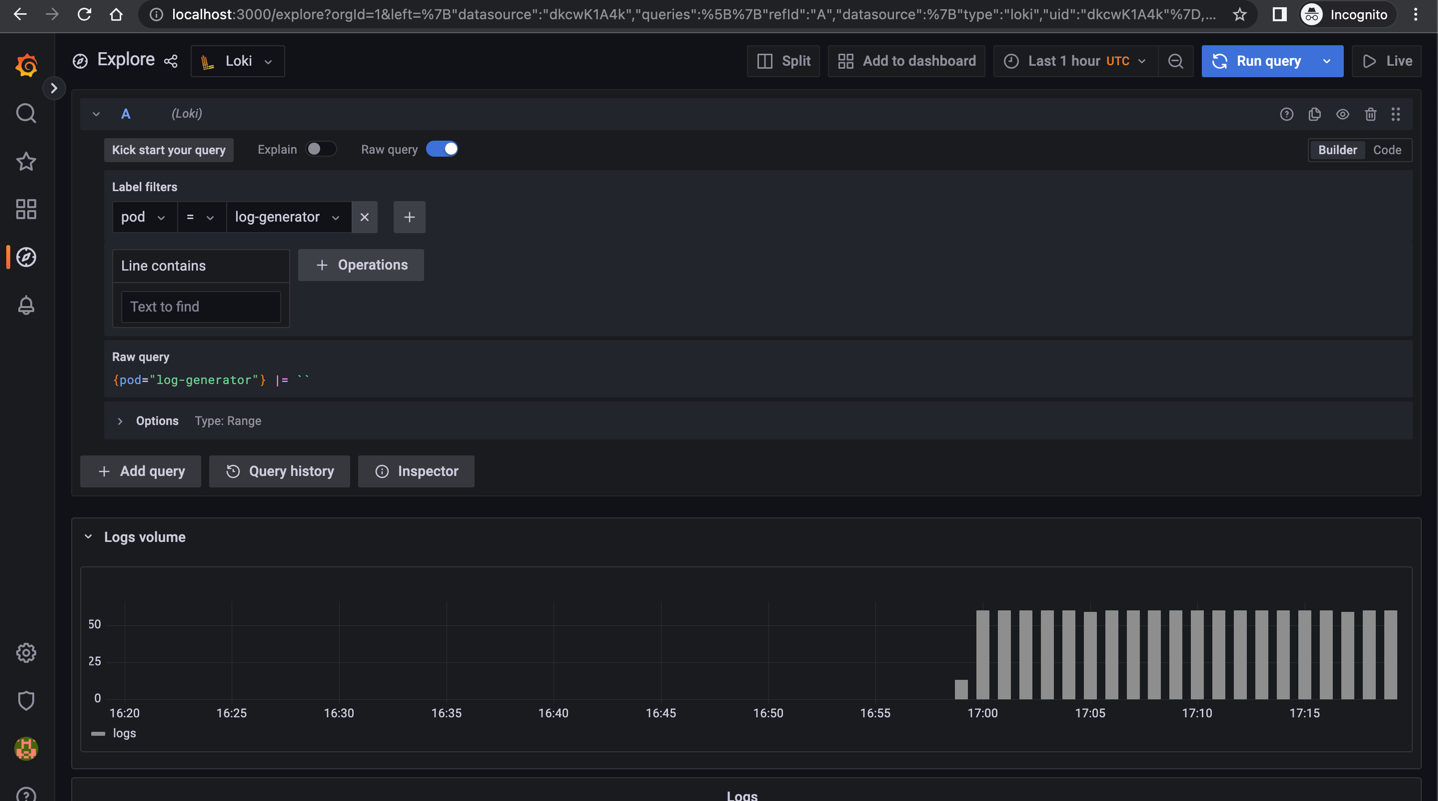 localhost:3000/explore?orgId=1&left=%7B"datasource":"dkcwK1A4k","queries":%5B%7B"refId":"A","datasource":%7B"type":"loki","uid":"dkcwK1A4k"%7D,...
Incognito
Explore
Loki
Split
Add to dashboard
Last 1 hour UTC
Run query
Live
A
(Loki)
Kick start your query
Explain
Raw query
Builder
Code
Label filters
pod
=
log-generator
Line contains
Operations
Text to find
Raw query
{pod="log-generator"} |= ``
Options
Type: Range
Add query
Query history
Inspector
Logs volume
50
25
0
16:20
16:25
16:30
16:35
16:40
16:45
16:50
16:55
17:00
17:05
17:10
17:15
logs
Logs